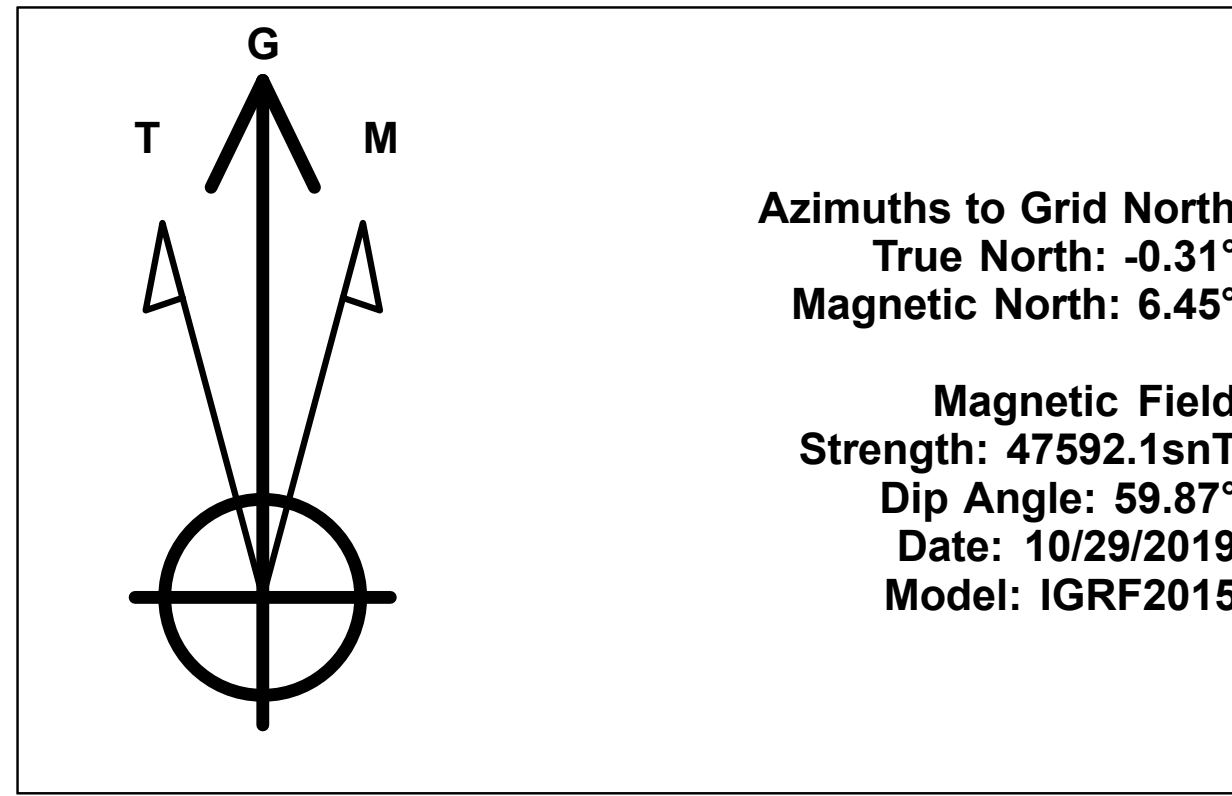 G
T M
Azimuths to Grid North
True North: -0.31°
Magnetic North: 6.45°
Magnetic Field
Strength: 47592.1snT
Dip Angle: 59.87°
Date: 10/29/2019
Model: IGRF2015